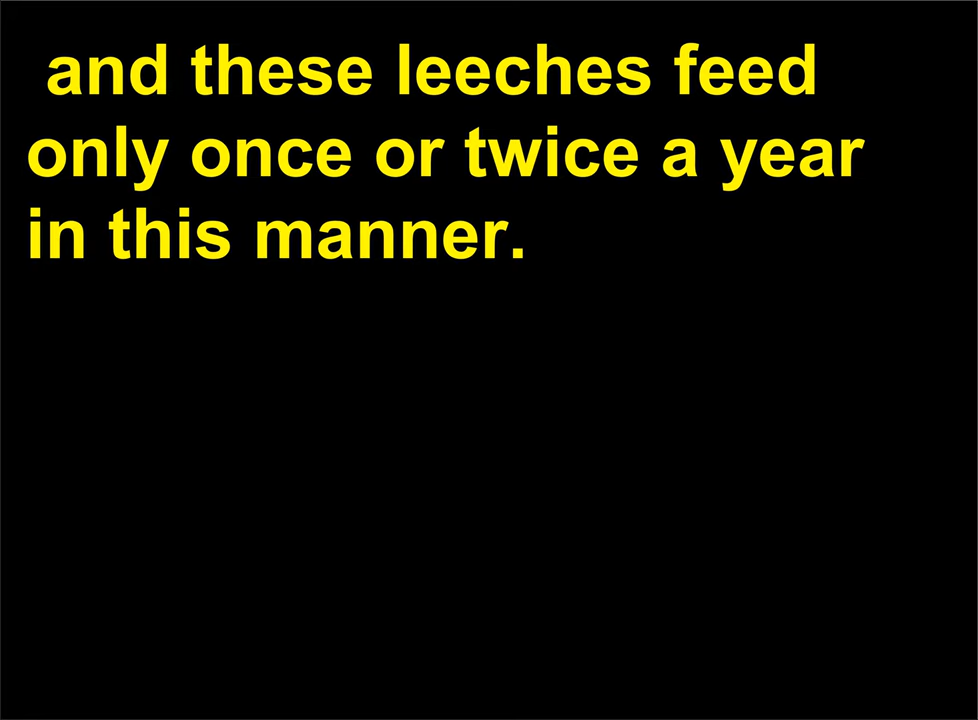 and these leeches feed
only once or twice a year
in this manner.